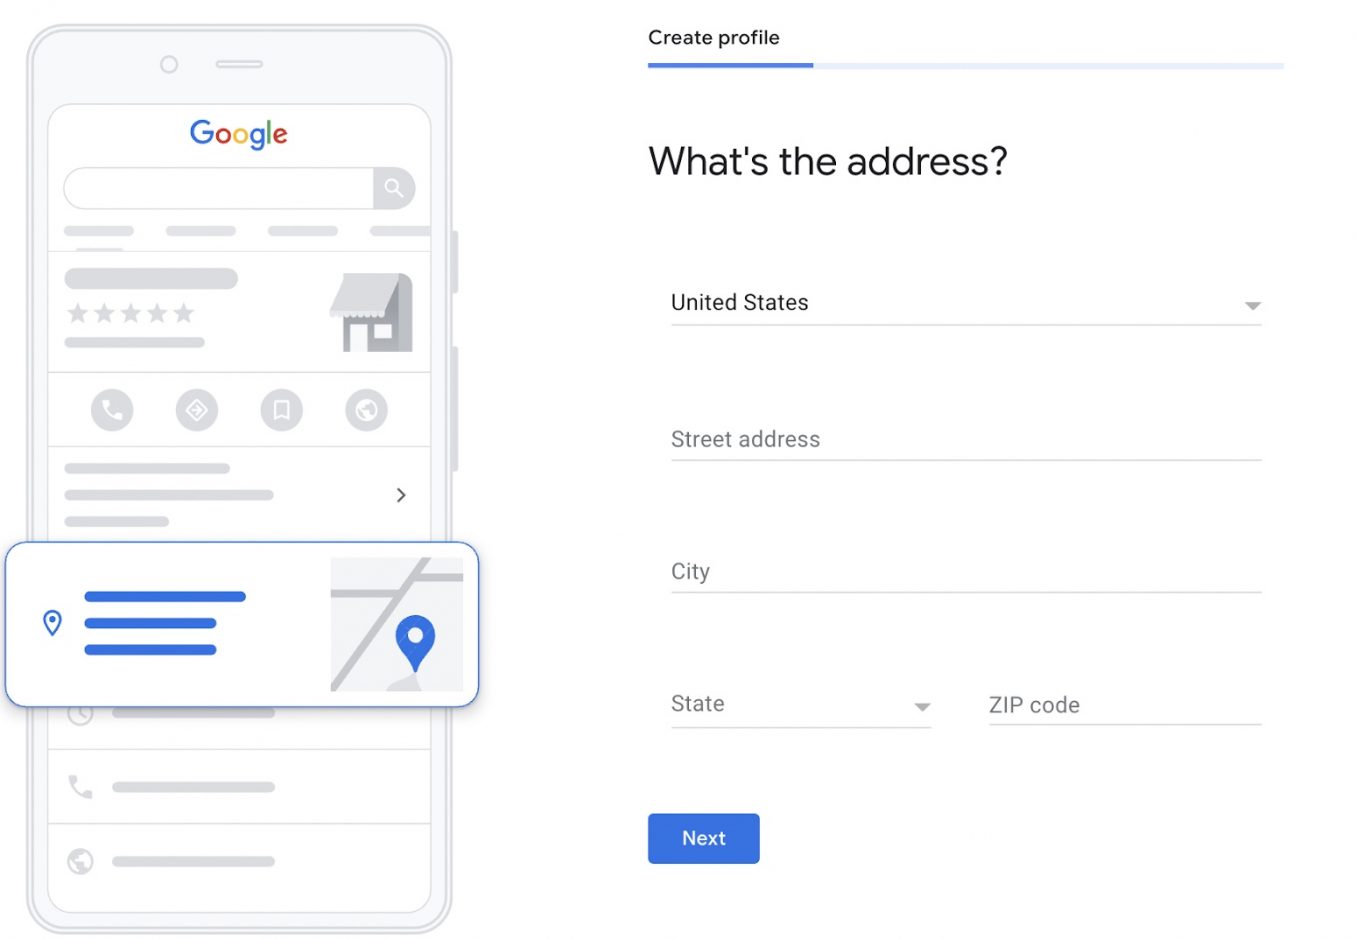 Google
Create profile
What's the address?
United States
Street address
City
State
ZIP code
Next